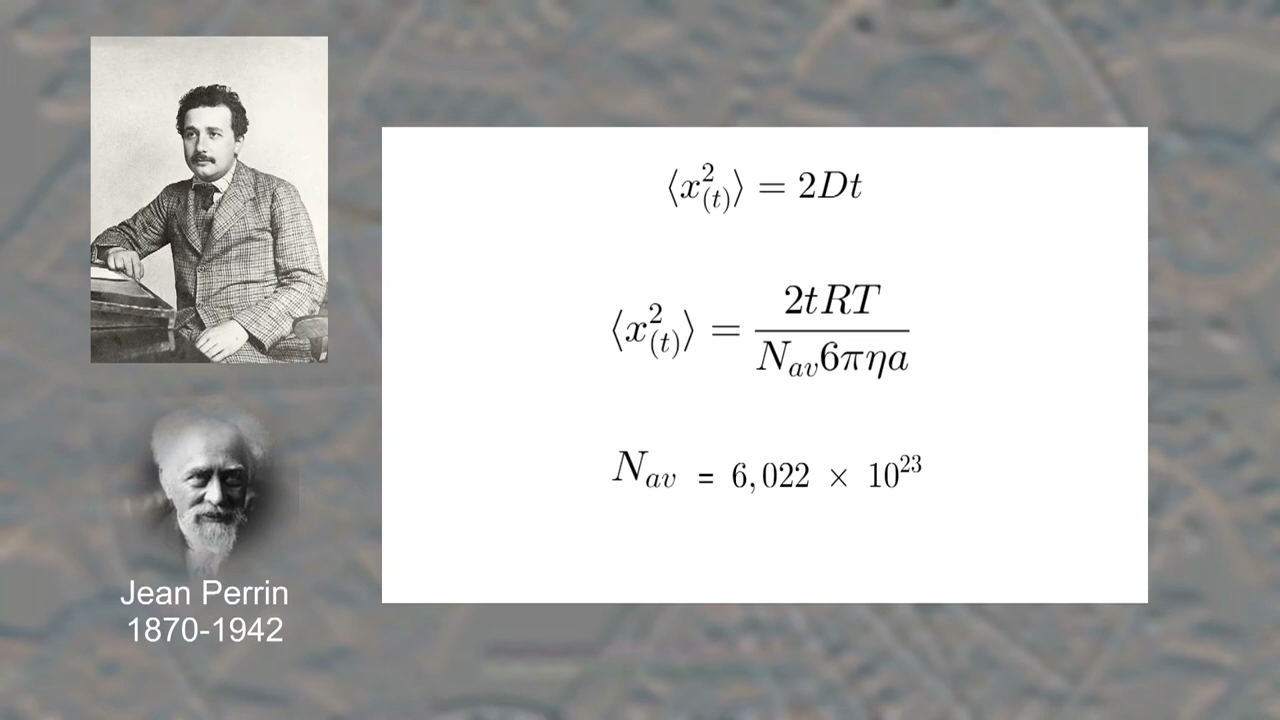 ⟨x²₍ₜ₎⟩ = 2Dt
⟨x²₍ₜ₎⟩ = 2tRT / N_av 6πηa
N_av = 6,022 × 10²³
Jean Perrin
1870-1942